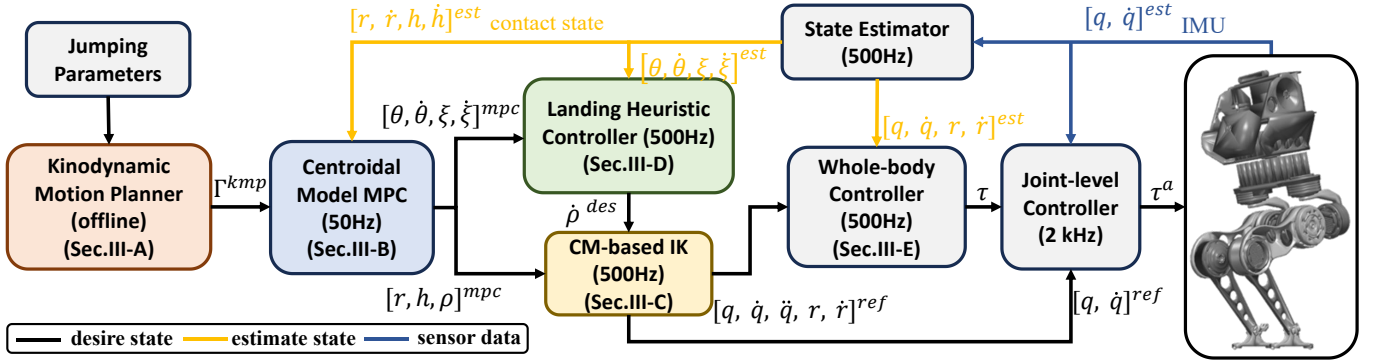 Jumping
Parameters
Kinodynamic
Motion Planner
(offline)
(Sec.III-A)
Γ^{kmp}
Centroidal
Model MPC
(50Hz)
(Sec.III-B)
[r, ṙ, h, ḣ]^{est} contact state
[θ, θ̇, ξ, ξ̇]^{est}
[θ, θ̇, ξ, ξ̇]^{mpc}
[r, h, ρ]^{mpc}
Landing Heuristic
Controller (500Hz)
(Sec.III-D)
ρ̇ ^{des}
CM-based IK
(500Hz)
(Sec.III-C)
[q, q̇, q̈, r, ṙ]^{ref}
State Estimator
(500Hz)
[q, q̇, r, ṙ]^{est}
Whole-body
Controller
(500Hz)
(Sec.III-E)
τ
[q, q̇]^{est} IMU
Joint-level
Controller
(2 kHz)
τ^{a}
[q, q̇]^{ref}
desire state
estimate state
sensor data